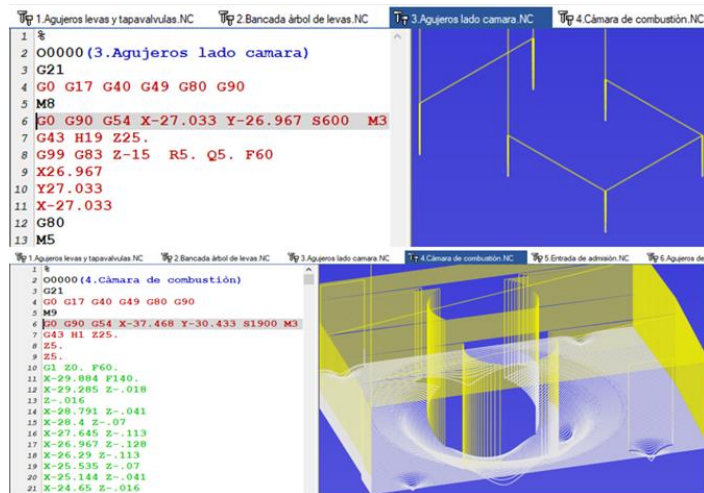 1.Agujeros levas y tapavalvulas.NC 2.Bancada árbol de levas.NC 3.Agujeros lado camara.NC 4.Cámara de combustión.NC
1 %
2 O0000(3.Agujeros lado camara)
3 G21
4 G0 G17 G40 G49 G80 G90
5 M8
6 G0 G90 G54 X-27.033 Y-26.967 S600 M3
7 G43 H19 Z25.
8 G99 G83 Z-15 R5. Q5. F60
9 X26.967
10 Y27.033
11 X-27.033
12 G80
13 M5
1.Agujeros levas y tapavalvulas.NC 2.Bancada árbol de levas.NC 3.Agujeros lado camara.NC 4.Cámara de combustión.NC 5.Entrada de admisión.NC 6.Agujeros de
1 %
2 O0000(4.Càmara de combustión)
3 G21
4 G0 G17 G40 G49 G80 G90
5 M9
6 G0 G90 G54 X-37.468 Y-30.433 S1900 M3
7 G43 H1 Z25.
8 Z5.
9 Z5.
10 G1 Z0. F60.
11 X-29.884 F140.
12 X-29.285 Z-.018
13 Z-.016
14 X-28.791 Z-.041
15 X-28.4 Z-.07
16 X-27.645 Z-.113
17 X-26.967 Z-.128
18 X-26.29 Z-.113
19 X-25.535 Z-.07
20 X-25.144 Z-.041
21 X-24.65 Z-.016